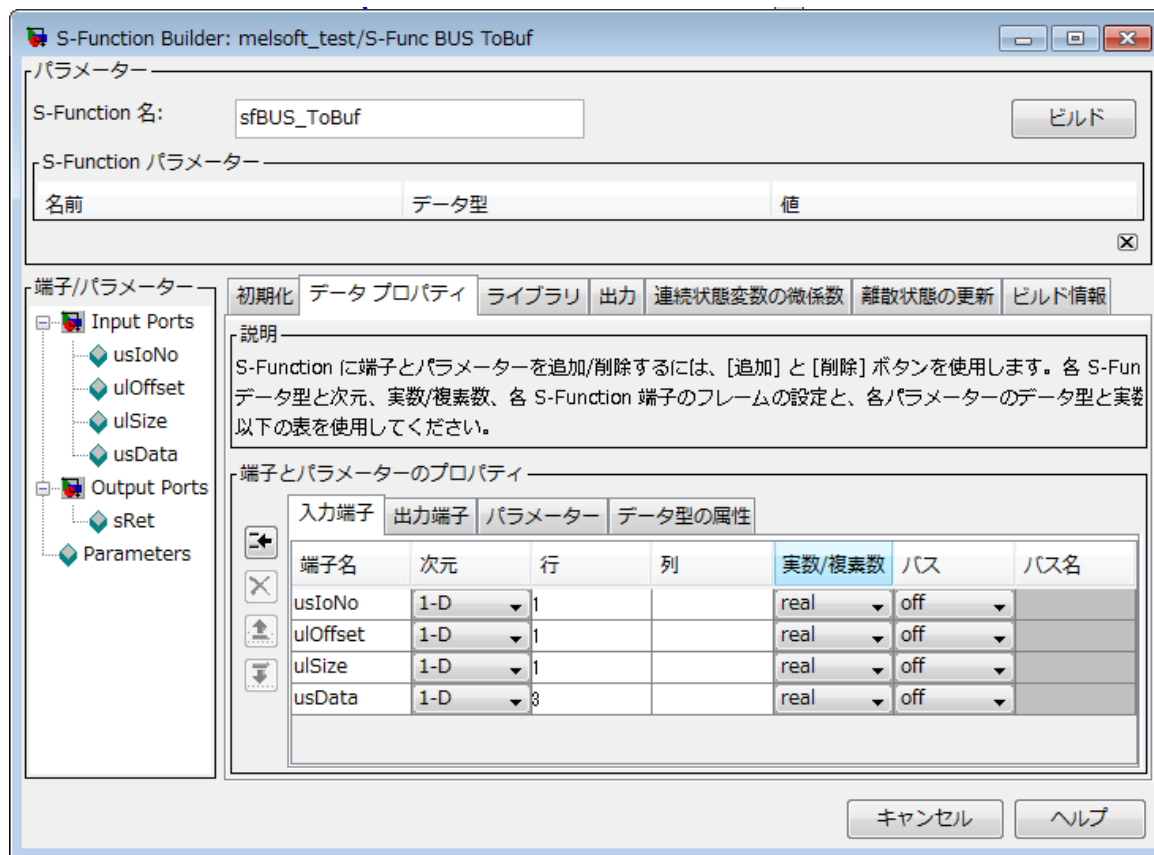 S-Function Builder: melsoft_test/S-Func BUS ToBuf
パラメーター
S-Function 名: sfBUS_ToBuf ビルド
S-Function パラメーター
名前 データ型 値
端子/パラメーター
Input Ports
usIoNo
ulOffset
ulSize
usData
Output Ports
sRet
Parameters
初期化 データ プロパティ ライブラリ 出力 連続状態変数の微係数 離散状態の更新 ビルド情報
説明
S-Function に端子とパラメーターを追加/削除するには、[追加] と [削除] ボタンを使用します。各 S-Fun
データ型と次元、実数/複素数、各 S-Function 端子のフレームの設定と、各パラメーターのデータ型と実数
以下の表を使用してください。
端子とパラメーターのプロパティ
入力端子 出力端子 パラメーター データ型の属性
端子名 次元 行 列 実数/複素数 バス バス名
usIoNo 1-D 1 real off
ulOffset 1-D 1 real off
ulSize 1-D 1 real off
usData 1-D 3 real off
キャンセル ヘルプ